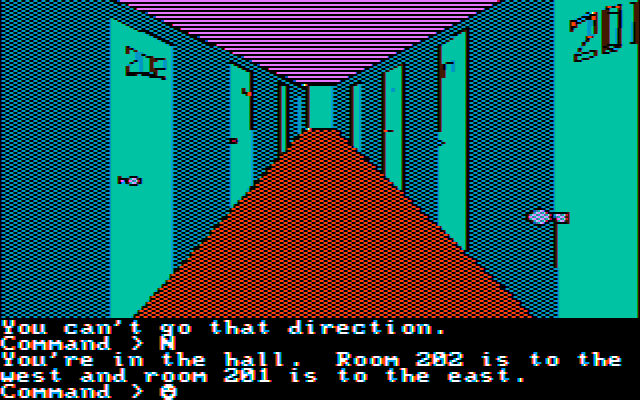 201
You can't go that direction.
Command > N
You're in the hall.  Room 202 is to the
west and room 201 is to the east.
Command >